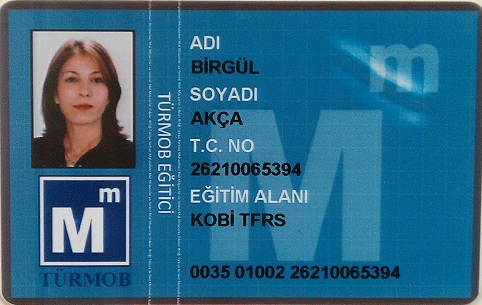 ADI
BİRGÜL
SOYADI
AKÇA
T.C. NO
26210065394
EĞİTİM ALANI
KOBİ TFRS
0035 01002 26210065394
TÜRMOB EĞİTİCİ
Mm
TÜRMOB
m
M